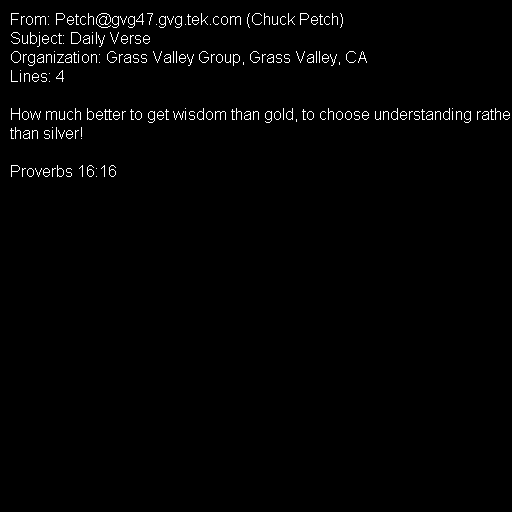 From: Petch@gvg47.gvg.tek.com (Chuck Petch)
Subject: Daily Verse
Organization: Grass Valley Group, Grass Valley, CA
Lines: 4
How much better to get wisdom than gold, to choose understanding rathe
than silver!
Proverbs 16:16